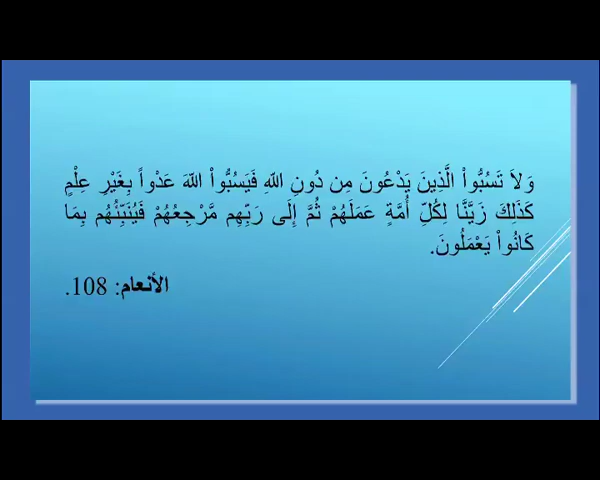 وَلاَ تَسُبُّواْ الَّذِينَ يَدْعُونَ مِن دُونِ اللّهِ فَيَسُبُّواْ اللّهَ عَدْواً بِغَيْرِ عِلْمٍ
كَذَلِكَ زَيَّنَّا لِكُلِّ أُمَّةٍ عَمَلَهُمْ ثُمَّ إِلَى رَبِّهِم مَّرْجِعُهُمْ فَيُنَبِّئُهُم بِمَا
كَانُواْ يَعْمَلُونَ.
الأنعام: 108.